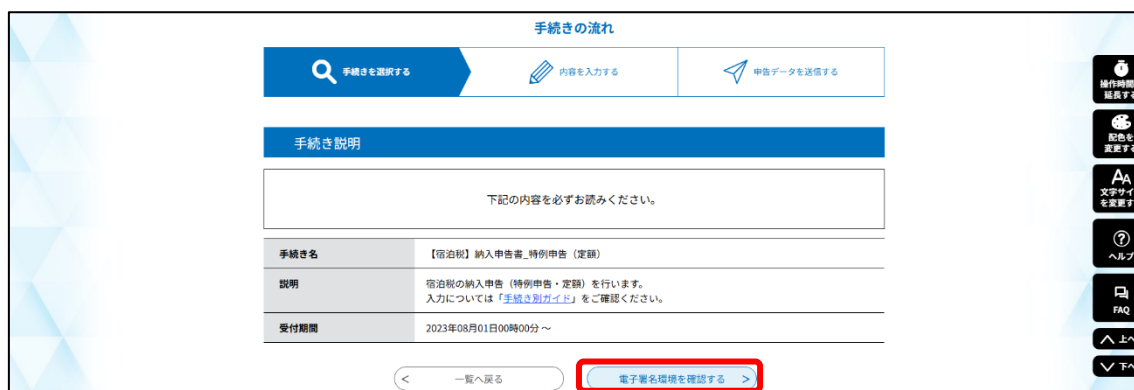 手続きの流れ
手続きを選択する
内容を入力する
申告データを送信する
手続き説明
下記の内容を必ずお読みください。
手続き名
【宿泊税】納入申告書_特例申告（定額）
説明
宿泊税の納入申告（特例申告・定額）を行います。
入力については「手続き別ガイド」をご確認ください。
受付期間
2023年08月01日00時00分～
一覧へ戻る
電子署名環境を確認する
操作時間
延長す
配色を
変更す
AA
文字サイ
を変更す
ヘルプ
FAQ
上へ
下へ